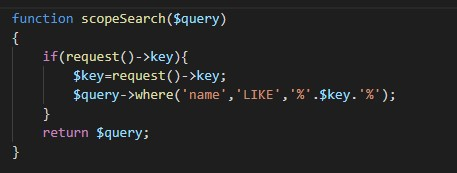 function scopeSearch($query)
{
if(request()->key){
$key=request()->key;
$query->where('name','LIKE','%'.$key.'%');
}
return $query;
}